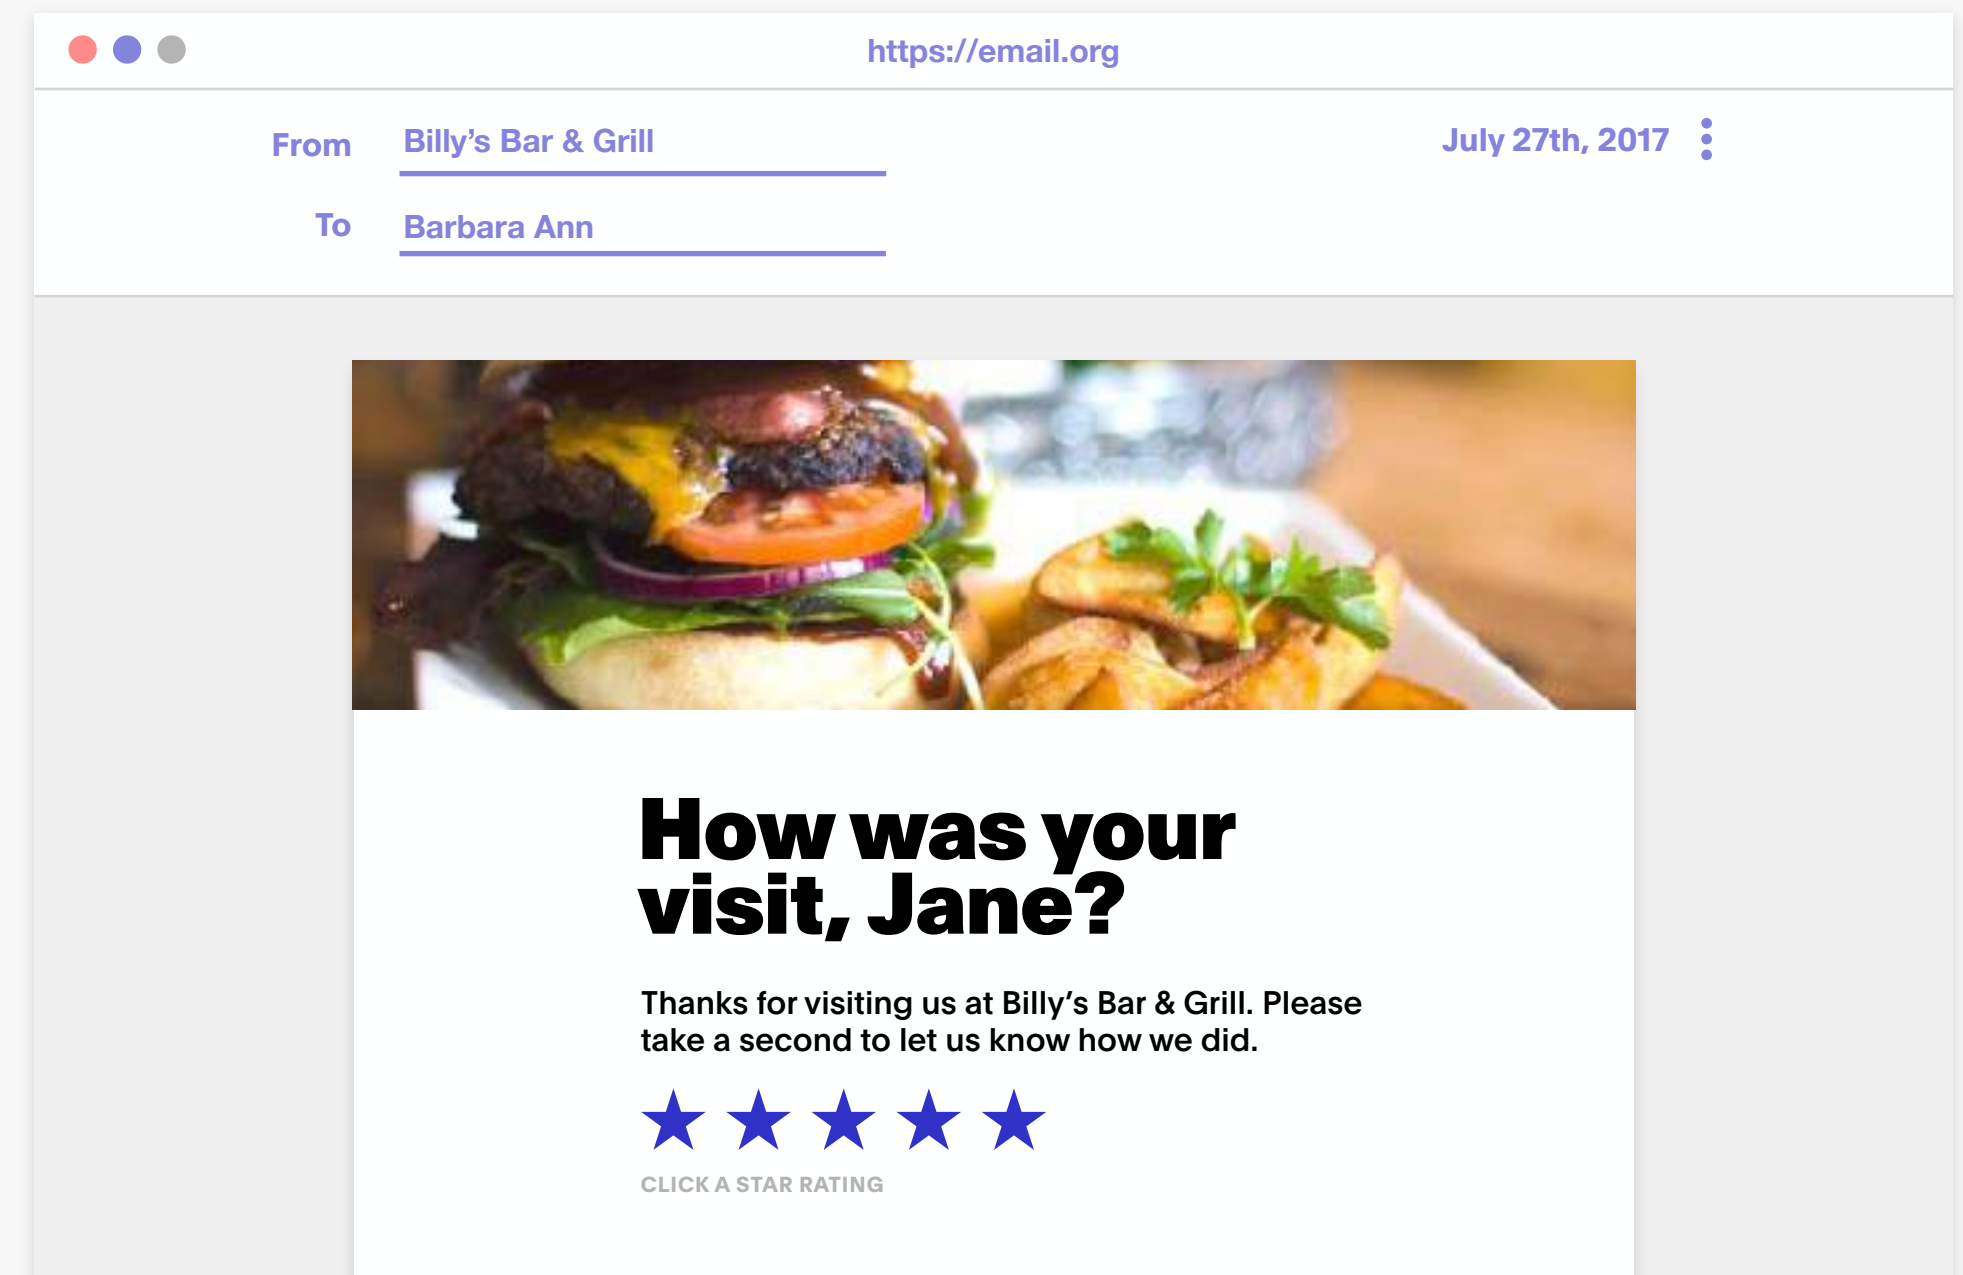 https://email.org
From Billy’s Bar & Grill
July 27th, 2017
To Barbara Ann
How was your
visit, Jane?
Thanks for visiting us at Billy’s Bar & Grill. Please
take a second to let us know how we did.
CLICK A STAR RATING